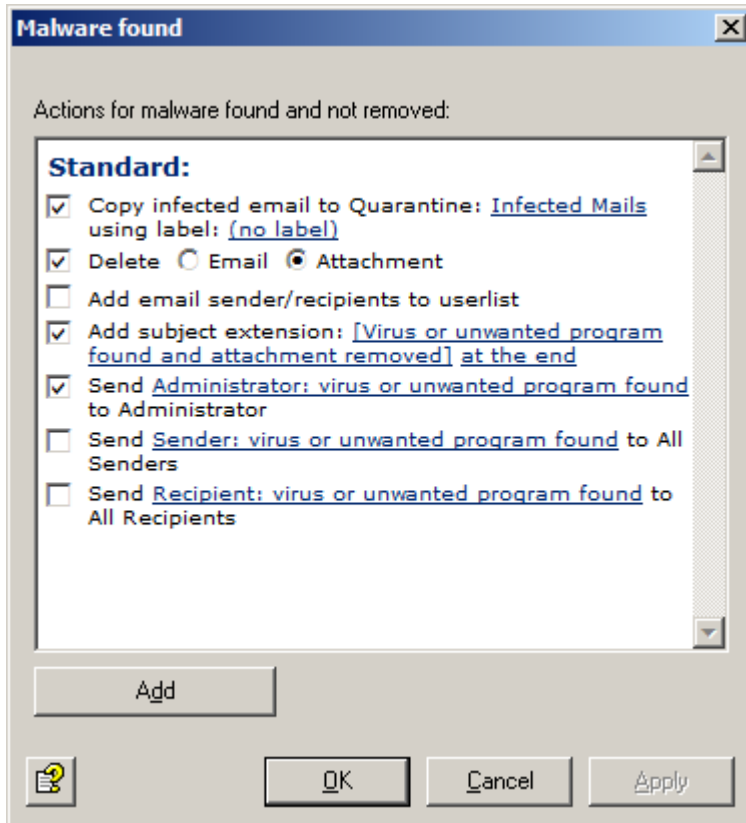 Malware found
Actions for malware found and not removed:
Standard:
Copy infected email to Quarantine: Infected Mails
using label: (no label)
Delete Email Attachment
Add email sender/recipients to userlist
Add subject extension: [Virus or unwanted program
found and attachment removed] at the end
Send Administrator: virus or unwanted program found
to Administrator
Send Sender: virus or unwanted program found to All
Senders
Send Recipient: virus or unwanted program found to
All Recipients
Add
OK Cancel Apply